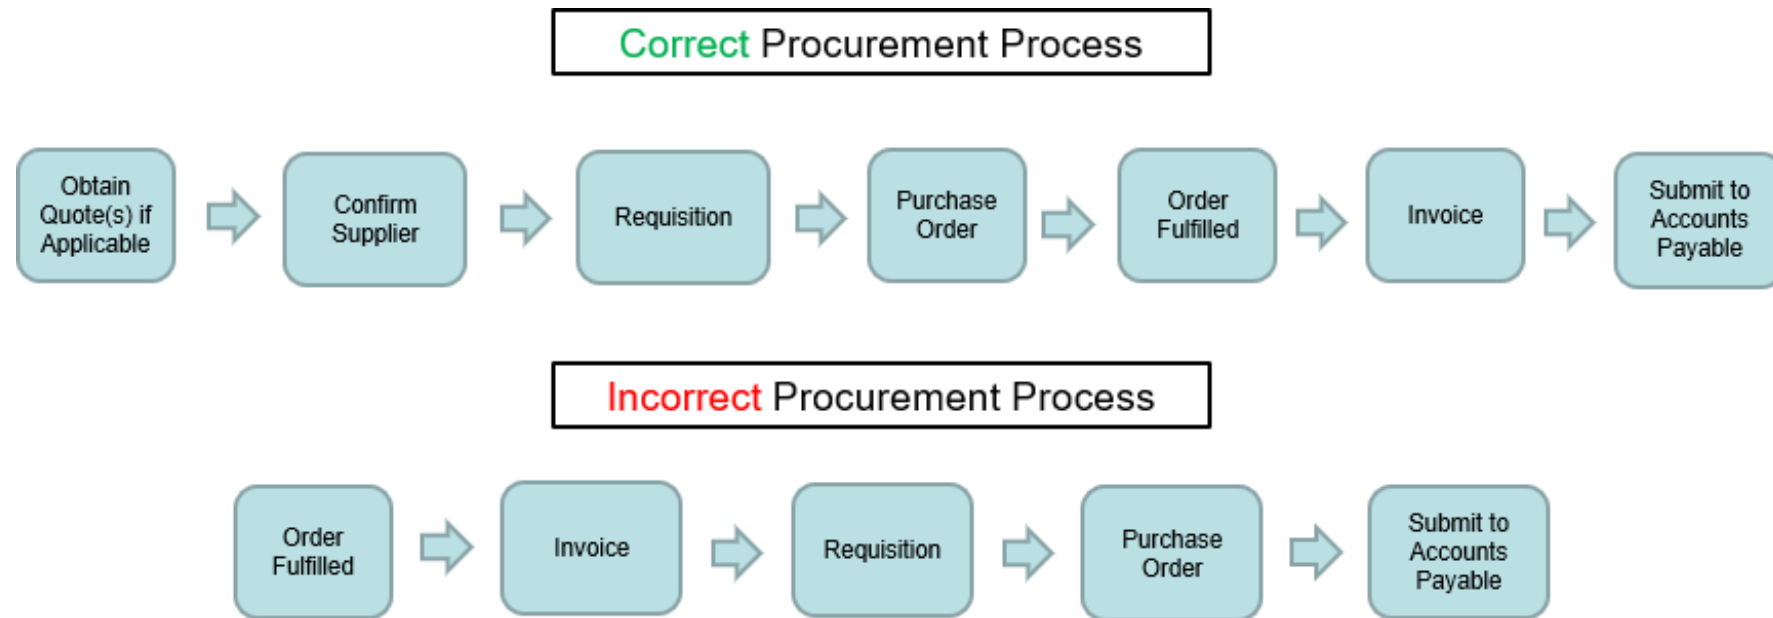 Correct Procurement Process
Obtain
Quote(s) if
Applicable
Confirm
Supplier
Requisition
Purchase
Order
Order
Fulfilled
Invoice
Submit to
Accounts
Payable
Incorrect Procurement Process
Order
Fulfilled
Invoice
Requisition
Purchase
Order
Submit to
Accounts
Payable